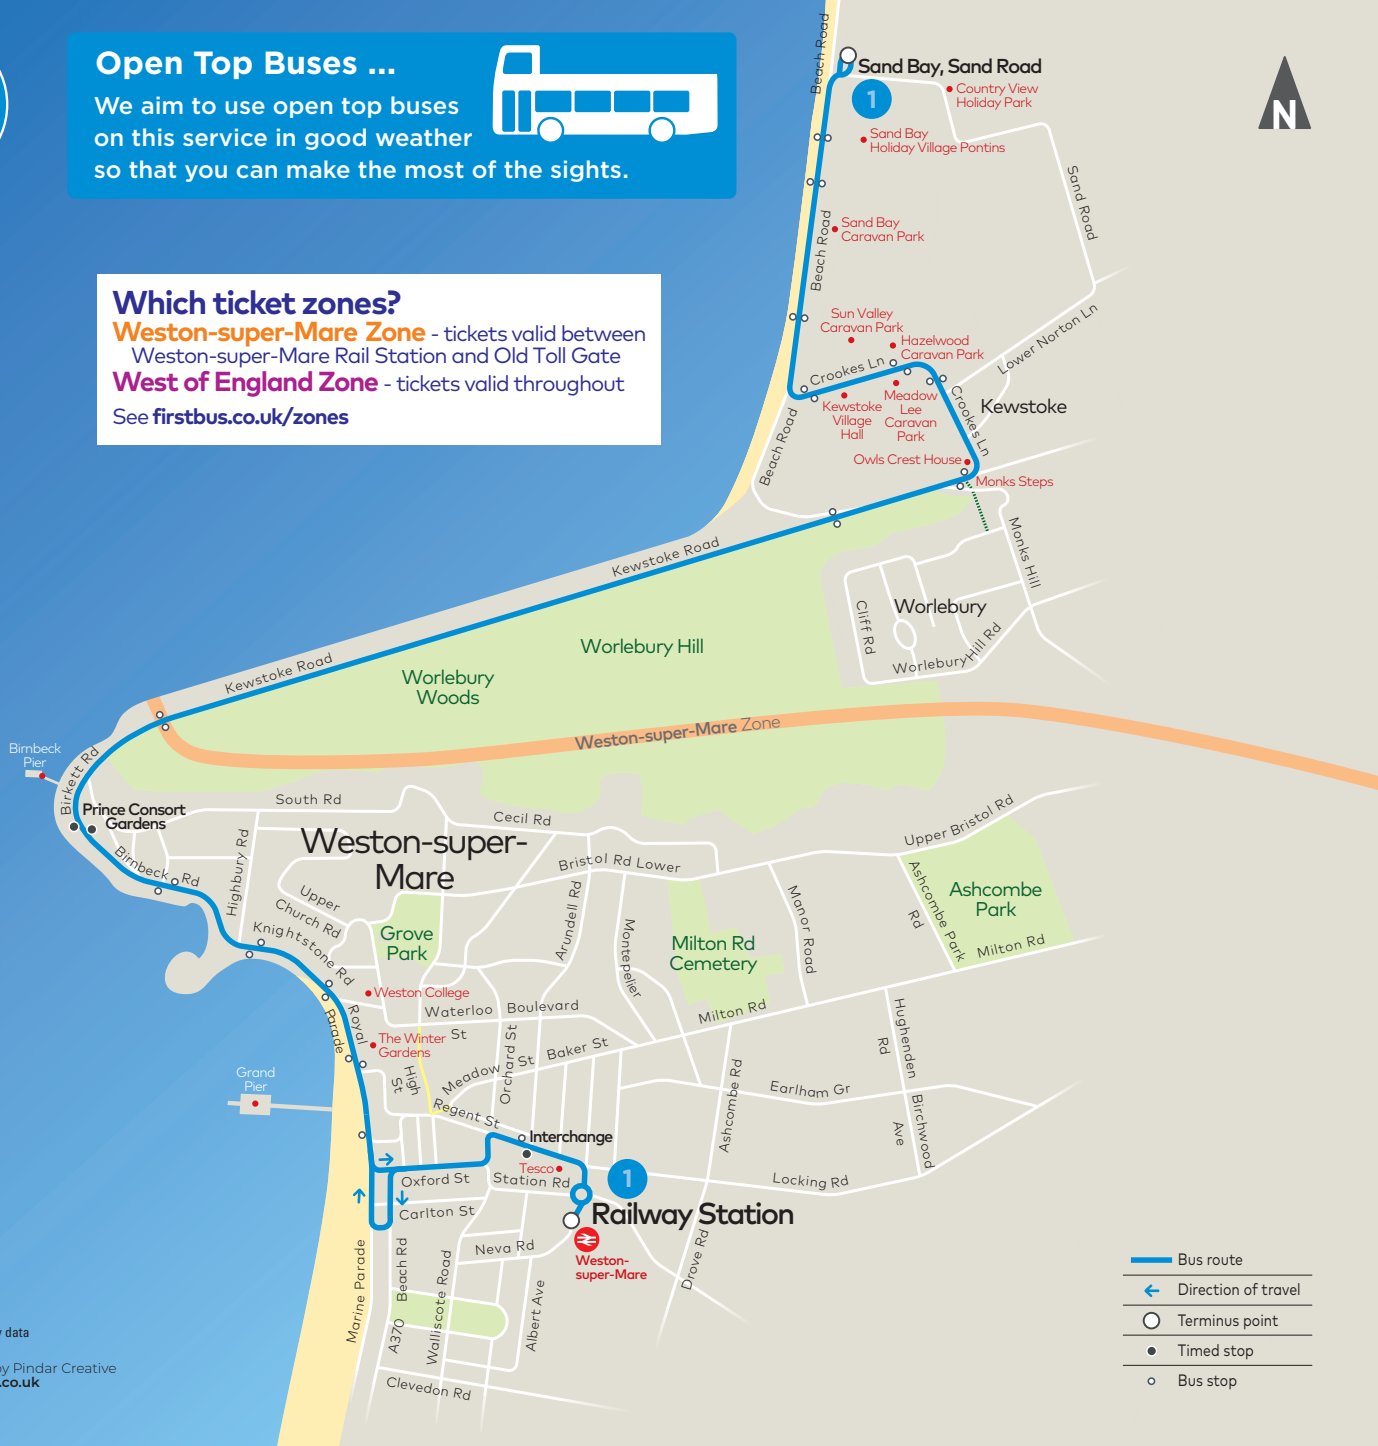 Open Top Buses ...
We aim to use open top buses
on this service in good weather
so that you can make the most of the sights.
Which ticket zones?
Weston-super-Mare Zone - tickets valid between
Weston-super-Mare Rail Station and Old Toll Gate
West of England Zone - tickets valid throughout
See firstbus.co.uk/zones
N
Beach Road
Sand Bay, Sand Road
1
Country View
Holiday Park
Sand Bay
Holiday Village Pontins
Sand Road
Beach Road
Sand Bay
Caravan Park
Sun Valley
Caravan Park
Hazelwood
Caravan Park
Lower Norton Ln
Crookes Ln
Crookes Ln
Kewstoke
Village
Hall
Meadow
Lee
Caravan
Park
Kewstoke
Beach Road
Owls Crest House
Monks Steps
Monks Hill
Kewstoke Road
Kewstoke Road
Worlebury
Cliff Rd
Worlebury Hill Rd
Worlebury Hill
Worlebury
Woods
Weston-super-Mare Zone
Birnbeck
Pier
Birkett Rd
Prince Consort
Gardens
Birnbeck Rd
South Rd
Cecil Rd
Highbury Rd
Weston-super-
Mare
Bristol Rd Lower
Upper Bristol Rd
Upper
Church Rd
Knightstone Rd
Grove
Park
Arundell Rd
Montepelier
Milton Rd
Cemetery
Manor Road
Ashcombe Park
Rd
Ashcombe
Park
Milton Rd
Milton Rd
Weston College
Royal
Parade
The Winter
Gardens
Waterloo
St
Boulevard
High
St
Meadow St
Orchard St
Baker St
Regent St
Hughenden
Rd
Ashcombe Rd
Earlham Gr
Birchwood
Ave
Grand
Pier
Interchange
Tesco
1
Oxford St
Station Rd
Locking Rd
Carlton St
Railway Station
Weston-
super-Mare
Neva Rd
Drove Rd
Marine Parade
Beach Rd
A370
Walliscote Road
Albert Ave
Clevedon Rd
Bus route
Direction of travel
Terminus point
Timed stop
Bus stop
data
by Pindar Creative
.co.uk